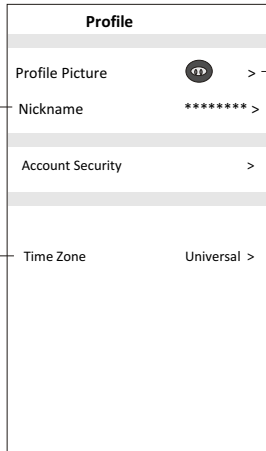 Profile
Profile Picture >
Nickname ******** >
Account Security >
Time Zone Universal >